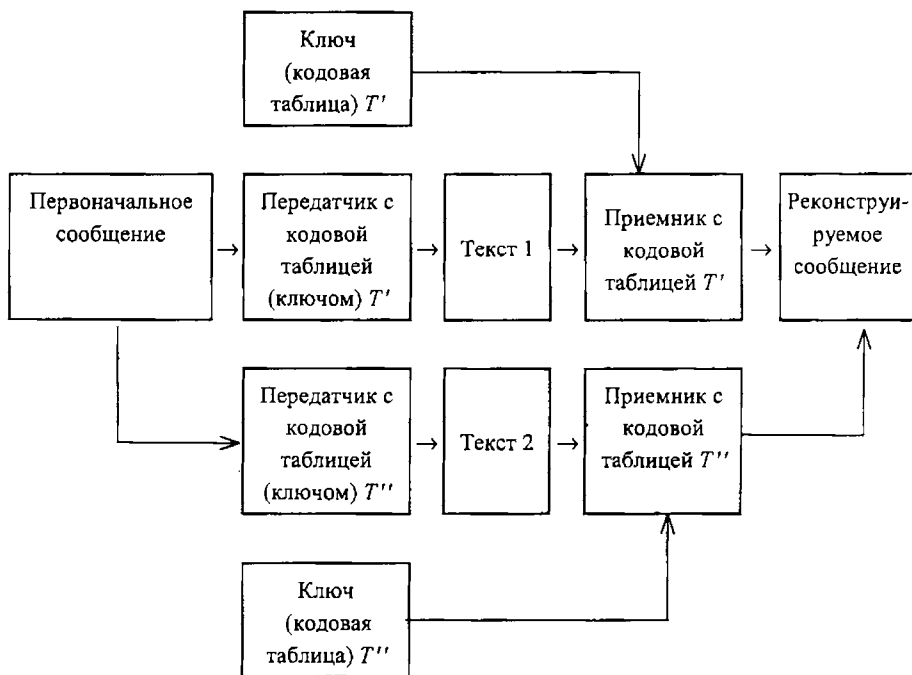 Ключ
(кодовая
таблица) T'
Первоначальное
сообщение
Передатчик с
кодовой
таблицей
(ключом) T'
Текст 1
Приемник с
кодовой
таблицей T'
Реконструи-
руемое
сообщение
Передатчик с
кодовой
таблицей
(ключом) T''
Текст 2
Приемник с
кодовой
таблицей T''
Ключ
(кодовая
таблица) T''